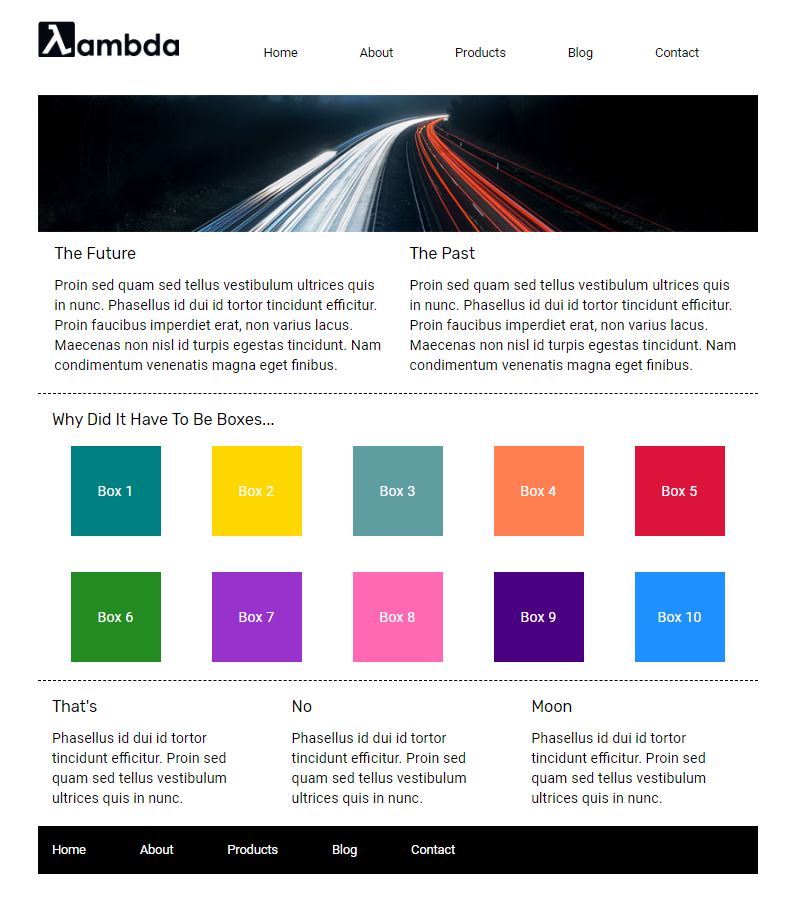 λambda
Home About Products Blog Contact
The Future
Proin sed quam sed tellus vestibulum ultrices quis
in nunc. Phasellus id dui id tortor tincidunt efficitur.
Proin faucibus imperdiet erat, non varius lacus.
Maecenas non nisl id turpis egestas tincidunt. Nam
condimentum venenatis magna eget finibus.
The Past
Proin sed quam sed tellus vestibulum ultrices quis
in nunc. Phasellus id dui id tortor tincidunt efficitur.
Proin faucibus imperdiet erat, non varius lacus.
Maecenas non nisl id turpis egestas tincidunt. Nam
condimentum venenatis magna eget finibus.
Why Did It Have To Be Boxes...
Box 1 Box 2 Box 3 Box 4 Box 5
Box 6 Box 7 Box 8 Box 9 Box 10
That's
Phasellus id dui id tortor
tincidunt efficitur. Proin sed
quam sed tellus vestibulum
ultrices quis in nunc.
No
Phasellus id dui id tortor
tincidunt efficitur. Proin sed
quam sed tellus vestibulum
ultrices quis in nunc.
Moon
Phasellus id dui id tortor
tincidunt efficitur. Proin sed
quam sed tellus vestibulum
ultrices quis in nunc.
Home About Products Blog Contact